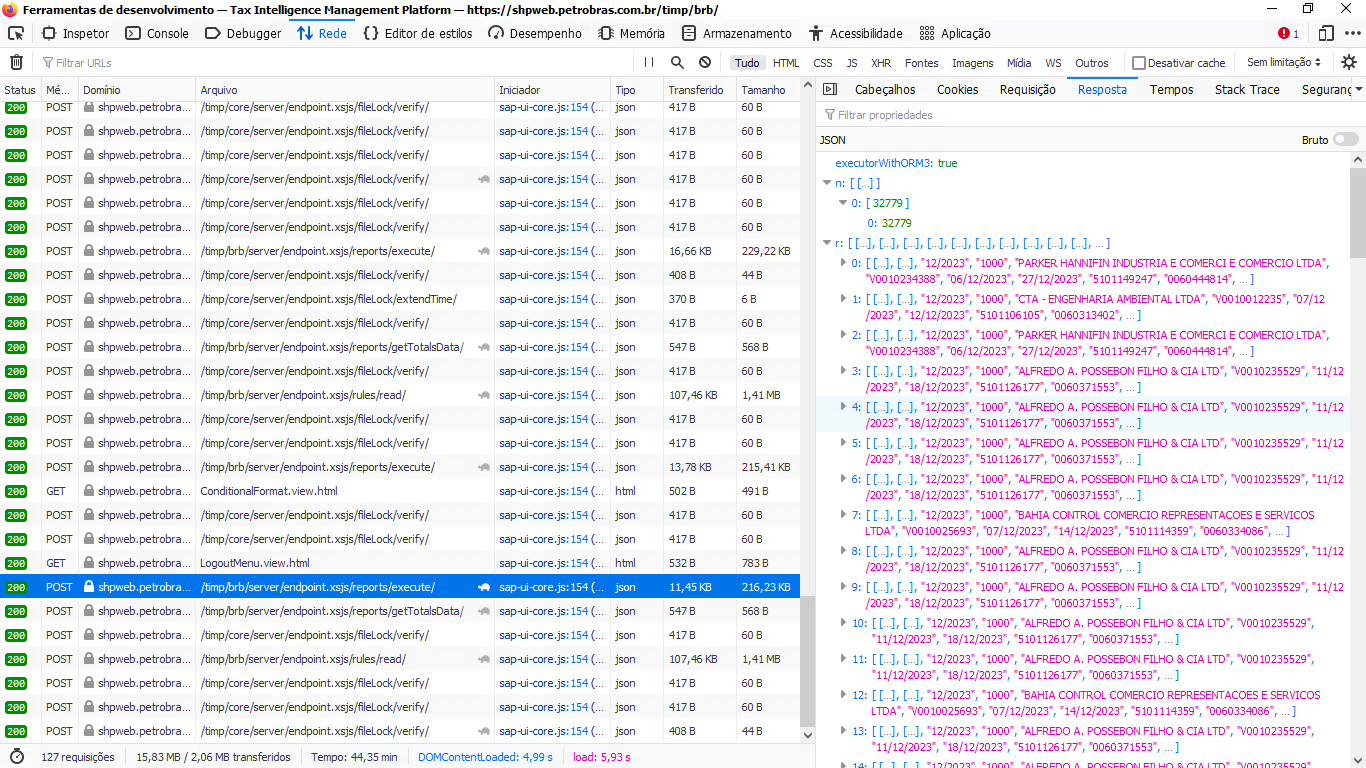 Ferramentas de desenvolvimento — Tax Intelligence Management Platform — https://shpweb.petrobras.com.br/timp/brb/
Inspetor Console Debugger Rede Editor de estilos Desempenho Memória Armazenamento Acessibilidade Aplicação 1
Filtrar URLs Tudo HTML CSS JS XHR Fontes Imagens Mídia WS Outros Desativar cache Sem limitação
Status Mé... Domínio Arquivo Iniciador Tipo Transferido Tamanho
200 POST shpweb.petrobra... /timp/core/server/endpoint.xsjs/fileLock/verify/ sap-ui-core.js:154 (... json 417 B 60 B
200 POST shpweb.petrobra... /timp/core/server/endpoint.xsjs/fileLock/verify/ sap-ui-core.js:154 (... json 417 B 60 B
200 POST shpweb.petrobra... /timp/core/server/endpoint.xsjs/fileLock/verify/ sap-ui-core.js:154 (... json 417 B 60 B
200 POST shpweb.petrobra... /timp/core/server/endpoint.xsjs/fileLock/verify/ sap-ui-core.js:154 (... json 417 B 60 B
200 POST shpweb.petrobra... /timp/core/server/endpoint.xsjs/fileLock/verify/ sap-ui-core.js:154 (... json 417 B 60 B
200 POST shpweb.petrobra... /timp/core/server/endpoint.xsjs/fileLock/verify/ sap-ui-core.js:154 (... json 417 B 60 B
200 POST shpweb.petrobra... /timp/brb/server/endpoint.xsjs/reports/execute/ sap-ui-core.js:154 (... json 16,66 KB 229,22 KB
200 POST shpweb.petrobra... /timp/core/server/endpoint.xsjs/fileLock/verify/ sap-ui-core.js:154 (... json 408 B 44 B
200 POST shpweb.petrobra... /timp/core/server/endpoint.xsjs/fileLock/extendTime/ sap-ui-core.js:154 (... json 370 B 6 B
200 POST shpweb.petrobra... /timp/core/server/endpoint.xsjs/fileLock/verify/ sap-ui-core.js:154 (... json 417 B 60 B
200 POST shpweb.petrobra... /timp/brb/server/endpoint.xsjs/reports/getTotalsData/ sap-ui-core.js:154 (... json 547 B 568 B
200 POST shpweb.petrobra... /timp/core/server/endpoint.xsjs/fileLock/verify/ sap-ui-core.js:154 (... json 417 B 60 B
200 POST shpweb.petrobra... /timp/brb/server/endpoint.xsjs/rules/read/ sap-ui-core.js:154 (... json 107,46 KB 1,41 MB
200 POST shpweb.petrobra... /timp/core/server/endpoint.xsjs/fileLock/verify/ sap-ui-core.js:154 (... json 417 B 60 B
200 POST shpweb.petrobra... /timp/core/server/endpoint.xsjs/fileLock/verify/ sap-ui-core.js:154 (... json 417 B 60 B
200 POST shpweb.petrobra... /timp/brb/server/endpoint.xsjs/reports/execute/ sap-ui-core.js:154 (... json 13,78 KB 215,41 KB
200 GET shpweb.petrobra... ConditionalFormat.view.html sap-ui-core.js:154 (... html 502 B 491 B
200 POST shpweb.petrobra... /timp/core/server/endpoint.xsjs/fileLock/verify/ sap-ui-core.js:154 (... json 417 B 60 B
200 POST shpweb.petrobra... /timp/core/server/endpoint.xsjs/fileLock/verify/ sap-ui-core.js:154 (... json 417 B 60 B
200 GET shpweb.petrobra... LogoutMenu.view.html sap-ui-core.js:154 (... html 532 B 783 B
200 POST shpweb.petrobra... /timp/brb/server/endpoint.xsjs/reports/execute/ sap-ui-core.js:154 (... json 11,45 KB 216,23 KB
200 POST shpweb.petrobra... /timp/brb/server/endpoint.xsjs/reports/getTotalsData/ sap-ui-core.js:154 (... json 547 B 568 B
200 POST shpweb.petrobra... /timp/core/server/endpoint.xsjs/fileLock/verify/ sap-ui-core.js:154 (... json 417 B 60 B
200 POST shpweb.petrobra... /timp/brb/server/endpoint.xsjs/rules/read/ sap-ui-core.js:154 (... json 107,46 KB 1,41 MB
200 POST shpweb.petrobra... /timp/core/server/endpoint.xsjs/fileLock/verify/ sap-ui-core.js:154 (... json 417 B 60 B
200 POST shpweb.petrobra... /timp/core/server/endpoint.xsjs/fileLock/verify/ sap-ui-core.js:154 (... json 417 B 60 B
200 POST shpweb.petrobra... /timp/core/server/endpoint.xsjs/fileLock/verify/ sap-ui-core.js:154 (... json 408 B 44 B
127 requisições 15,83 MB / 2,06 MB transferidos Tempo: 44,35 min DOMContentLoaded: 4,99 s load: 5,93 s
Cabeçalhos Cookies Requisição Resposta Tempos Stack Trace Seguranç
Filtrar propriedades
JSON Bruto
executorWithORM3: true
n: [ [...] ]
0: [ 32779 ]
0: 32779
r: [ [...], [...], [...], [...], [...], [...], [...], [...], [...], [...], ... ]
0: [ [...], [...], "12/2023", "1000", "PARKER HANNIFIN INDUSTRIA E COMERCI E COMERCIO LTDA",
"V0010234388", "06/12/2023", "27/12/2023", "5101149247", "0060444814", ... ]
1: [ [...], [...], "12/2023", "1000", "CTA - ENGENHARIA AMBIENTAL LTDA", "V0010012235", "07/12
/2023", "12/12/2023", "5101106105", "0060313402", ... ]
2: [ [...], [...], "12/2023", "1000", "PARKER HANNIFIN INDUSTRIA E COMERCI E COMERCIO LTDA",
"V0010234388", "06/12/2023", "27/12/2023", "5101149247", "0060444814", ... ]
3: [ [...], [...], "12/2023", "1000", "ALFREDO A. POSSEBON FILHO & CIA LTD", "V0010235529", "11/12
/2023", "18/12/2023", "5101126177", "0060371553", ... ]
4: [ [...], [...], "12/2023", "1000", "ALFREDO A. POSSEBON FILHO & CIA LTD", "V0010235529", "11/12
/2023", "18/12/2023", "5101126177", "0060371553", ... ]
5: [ [...], [...], "12/2023", "1000", "ALFREDO A. POSSEBON FILHO & CIA LTD", "V0010235529", "11/12
/2023", "18/12/2023", "5101126177", "0060371553", ... ]
6: [ [...], [...], "12/2023", "1000", "ALFREDO A. POSSEBON FILHO & CIA LTD", "V0010235529", "11/12
/2023", "18/12/2023", "5101126177", "0060371553", ... ]
7: [ [...], [...], "12/2023", "1000", "BAHIA CONTROL COMERCIO REPRESENTACOES E SERVICOS
LTDA", "V0010025693", "07/12/2023", "14/12/2023", "5101114359", "0060334086", ... ]
8: [ [...], [...], "12/2023", "1000", "ALFREDO A. POSSEBON FILHO & CIA LTD", "V0010235529", "11/12
/2023", "18/12/2023", "5101126177", "0060371553", ... ]
9: [ [...], [...], "12/2023", "1000", "ALFREDO A. POSSEBON FILHO & CIA LTD", "V0010235529", "11/12
/2023", "18/12/2023", "5101126177", "0060371553", ... ]
10: [ [...], [...], "12/2023", "1000", "ALFREDO A. POSSEBON FILHO & CIA LTD", "V0010235529",
"11/12/2023", "18/12/2023", "5101126177", "0060371553", ... ]
11: [ [...], [...], "12/2023", "1000", "ALFREDO A. POSSEBON FILHO & CIA LTD", "V0010235529",
"11/12/2023", "18/12/2023", "5101126177", "0060371553", ... ]
12: [ [...], [...], "12/2023", "1000", "BAHIA CONTROL COMERCIO REPRESENTACOES E SERVICOS
LTDA", "V0010025693", "07/12/2023", "14/12/2023", "5101114359", "0060334086", ... ]
13: [ [...], [...], "12/2023", "1000", "ALFREDO A. POSSEBON FILHO & CIA LTD", "V0010235529",
"11/12/2023", "18/12/2023", "5101126177", "0060371553", ... ]
14: [ [...], [...], "12/2023", "1000", "ALFREDO A. POSSEBON FILHO & CIA LTD", "V0010235529",